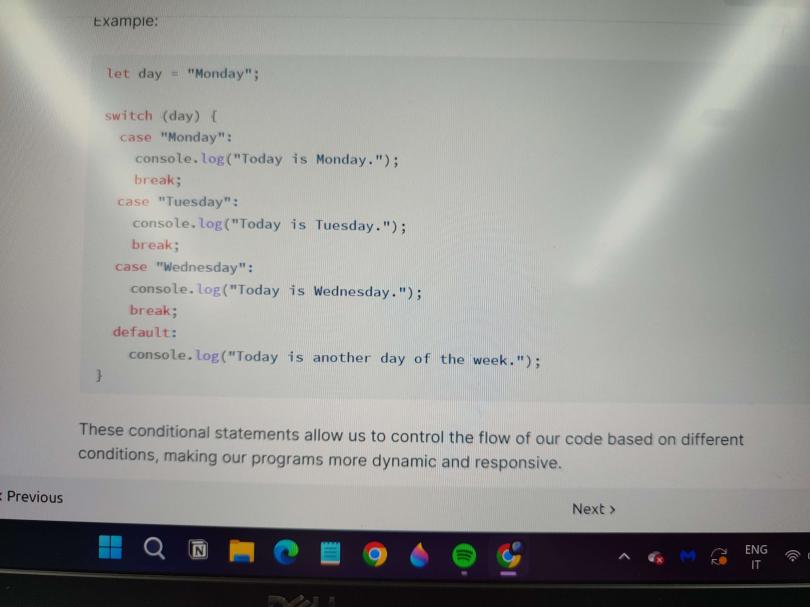 Example:
let day = "Monday";
switch (day) {
case "Monday":
console.log("Today is Monday.");
break;
case "Tuesday":
console.log("Today is Tuesday.");
break;
case "Wednesday":
console.log("Today is Wednesday.");
break;
default:
console.log("Today is another day of the week.");
}
These conditional statements allow us to control the flow of our code based on different
conditions, making our programs more dynamic and responsive.
‹ Previous
Next ›
ENG
IT
DELL